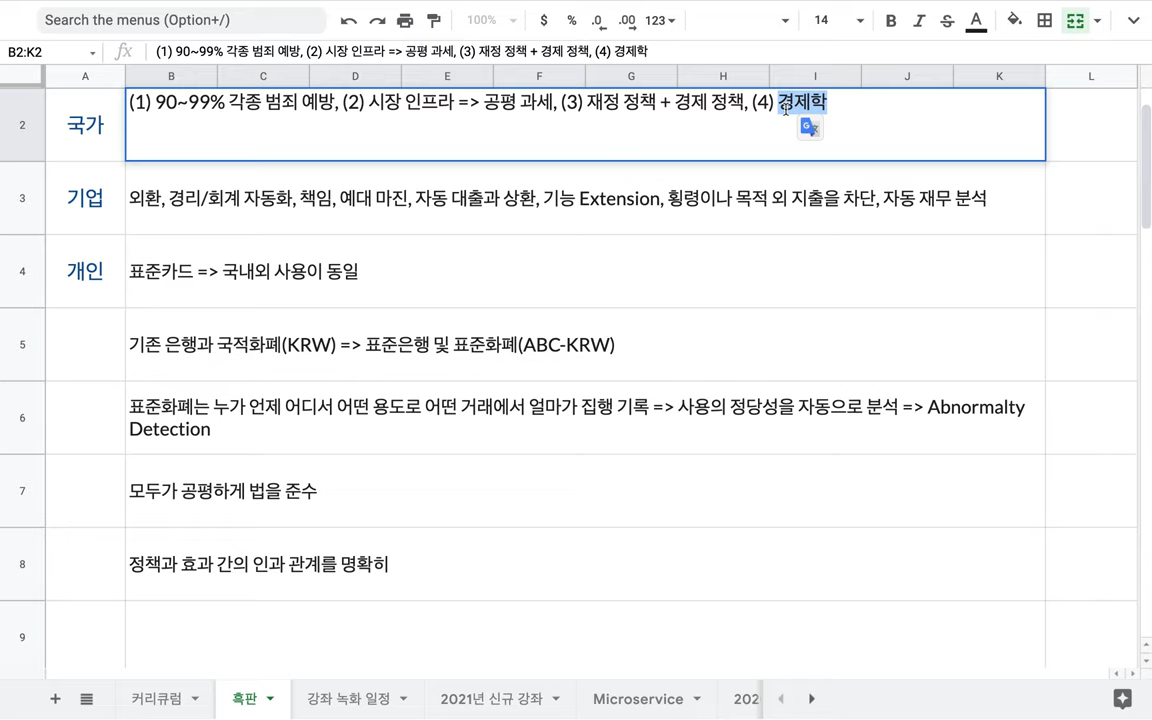 Search the menus (Option+/)
100%
$
%
.0
.00
123
14
B
I
S
A
B2:K2
fx
(1) 90~99% 각종 범죄 예방, (2) 시장 인프라 => 공평 과세, (3) 재정 정책 + 경제 정책, (4) 경제학
A B C D E F G H I J K L
2 국가 (1) 90~99% 각종 범죄 예방, (2) 시장 인프라 => 공평 과세, (3) 재정 정책 + 경제 정책, (4) 경제학
3 기업 외환, 경리/회계 자동화, 책임, 예대 마진, 자동 대출과 상환, 기능 Extension, 횡령이나 목적 외 지출을 차단, 자동 재무 분석
4 개인 표준카드 => 국내외 사용이 동일
5 기존 은행과 국적화폐(KRW) => 표준은행 및 표준화폐(ABC-KRW)
6 표준화폐는 누가 언제 어디서 어떤 용도로 어떤 거래에서 얼마가 집행 기록 => 사용의 정당성을 자동으로 분석 => Abnormalty
Detection
7 모두가 공평하게 법을 준수
8 정책과 효과 간의 인과 관계를 명확히
9
커리큐럼 흑판 강좌 녹화 일정 2021년 신규 강좌 Microservice 202